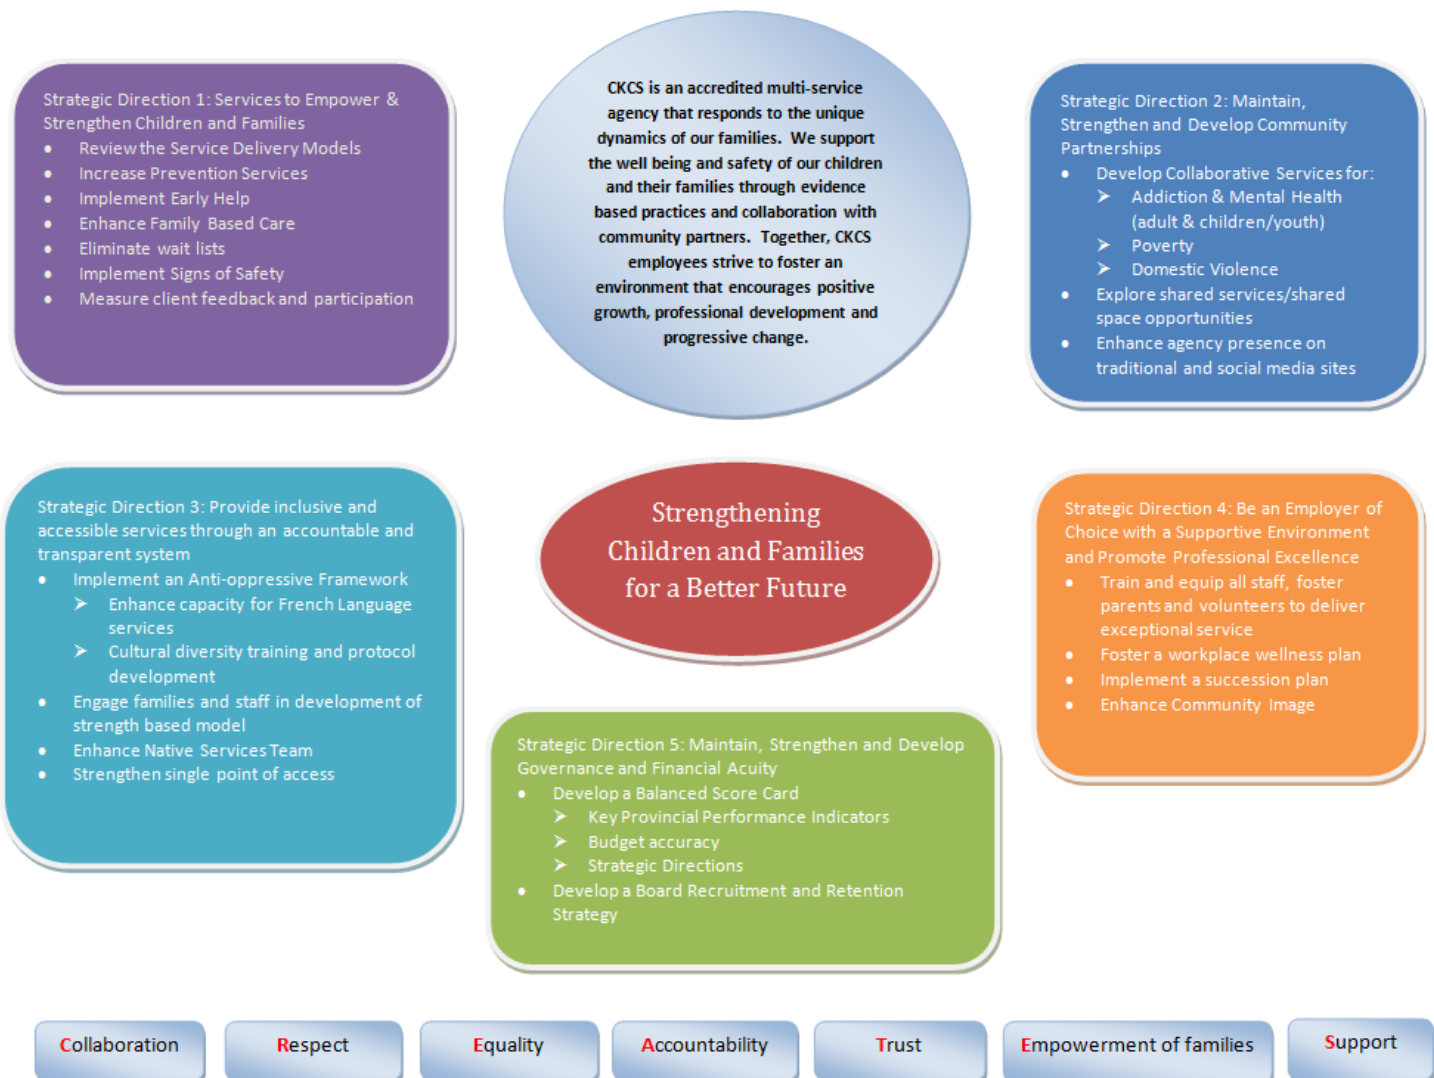 Strategic Direction 1: Services to Empower &
Strengthen Children and Families
• Review the Service Delivery Models
• Increase Prevention Services
• Implement Early Help
• Enhance Family Based Care
• Eliminate wait lists
• Implement Signs of Safety
• Measure client feedback and participation
CKCS is an accredited multi-service
agency that responds to the unique
dynamics of our families. We support
the well being and safety of our children
and their families through evidence
based practices and collaboration with
community partners. Together, CKCS
employees strive to foster an
environment that encourages positive
growth, professional development and
progressive change.
Strategic Direction 2: Maintain,
Strengthen and Develop Community
Partnerships
• Develop Collaborative Services for:
➢ Addiction & Mental Health
(adult & children/youth)
➢ Poverty
➢ Domestic Violence
• Explore shared services/shared
space opportunities
• Enhance agency presence on
traditional and social media sites
Strategic Direction 3: Provide inclusive and
accessible services through an accountable and
transparent system
• Implement an Anti-oppressive Framework
➢ Enhance capacity for French Language
services
➢ Cultural diversity training and protocol
development
• Engage families and staff in development of
strength based model
• Enhance Native Services Team
• Strengthen single point of access
Strengthening
Children and Families
for a Better Future
Strategic Direction 4: Be an Employer of
Choice with a Supportive Environment
and Promote Professional Excellence
• Train and equip all staff, foster
parents and volunteers to deliver
exceptional service
• Foster a workplace wellness plan
• Implement a succession plan
• Enhance Community Image
Strategic Direction 5: Maintain, Strengthen and Develop
Governance and Financial Acuity
• Develop a Balanced Score Card
➢ Key Provincial Performance Indicators
➢ Budget accuracy
➢ Strategic Directions
• Develop a Board Recruitment and Retention
Strategy
Collaboration
Respect
Equality
Accountability
Trust
Empowerment of families
Support